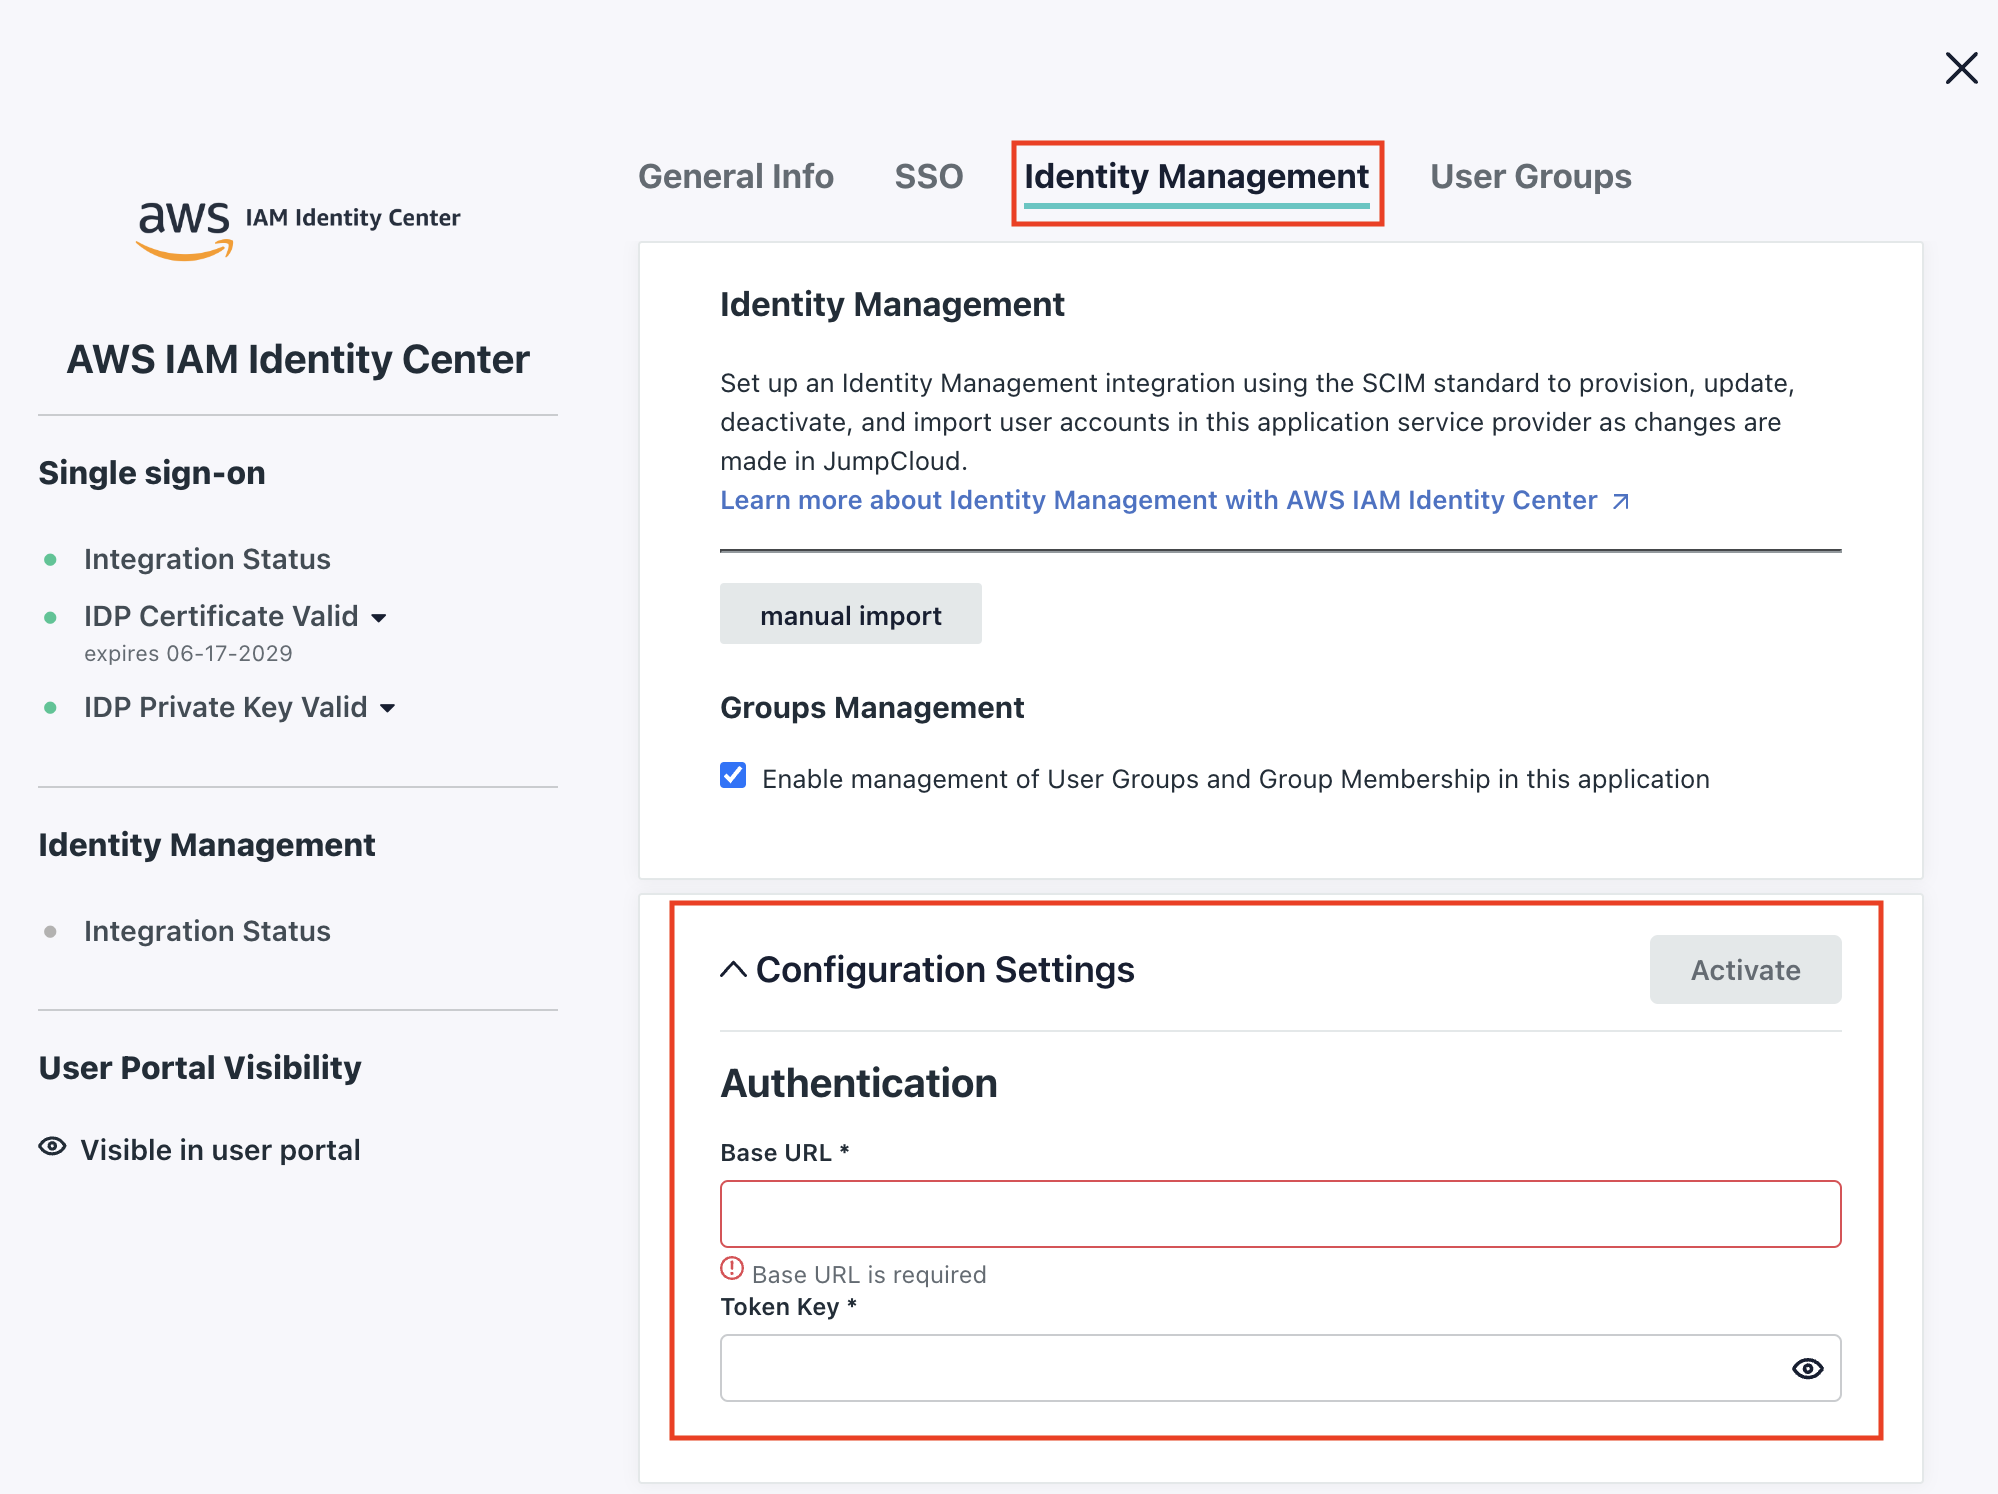 aws IAM Identity Center
AWS IAM Identity Center
Single sign-on
Integration Status
IDP Certificate Valid
expires 06-17-2029
IDP Private Key Valid
Identity Management
Integration Status
User Portal Visibility
Visible in user portal
General Info
SSO
Identity Management
User Groups
Identity Management
Set up an Identity Management integration using the SCIM standard to provision, update,
deactivate, and import user accounts in this application service provider as changes are
made in JumpCloud.
Learn more about Identity Management with AWS IAM Identity Center
manual import
Groups Management
Enable management of User Groups and Group Membership in this application
Configuration Settings
Activate
Authentication
Base URL *
Base URL is required
Token Key *